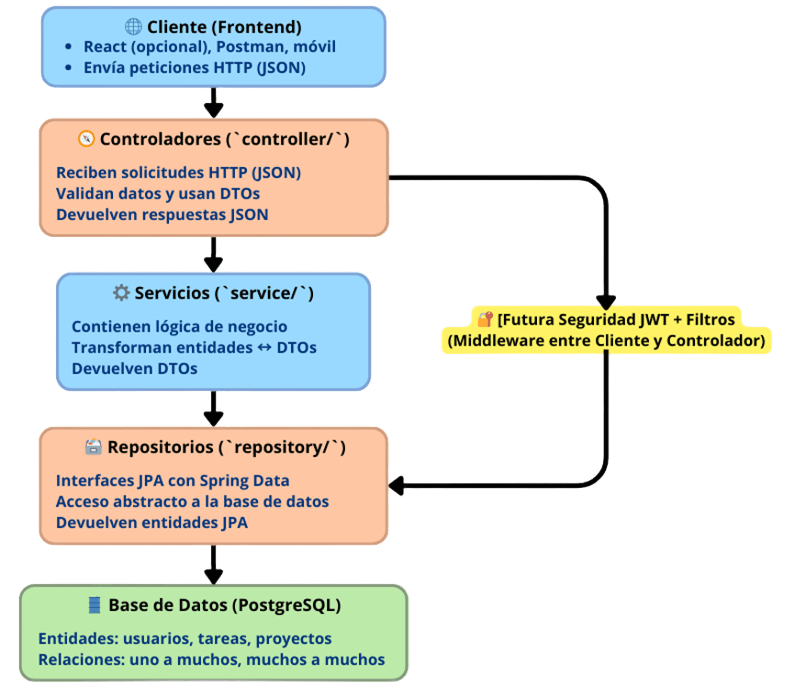 Cliente (Frontend)
• React (opcional), Postman, móvil
• Envía peticiones HTTP (JSON)
Controladores (`controller/`)
Reciben solicitudes HTTP (JSON)
Validan datos y usan DTOs
Devuelven respuestas JSON
Servicios (`service/`)
Contienen lógica de negocio
Transforman entidades ↔ DTOs
Devuelven DTOs
[Futura Seguridad JWT + Filtros
(Middleware entre Cliente y Controlador)
Repositorios (`repository/`)
Interfaces JPA con Spring Data
Acceso abstracto a la base de datos
Devuelven entidades JPA
Base de Datos (PostgreSQL)
Entidades: usuarios, tareas, proyectos
Relaciones: uno a muchos, muchos a muchos